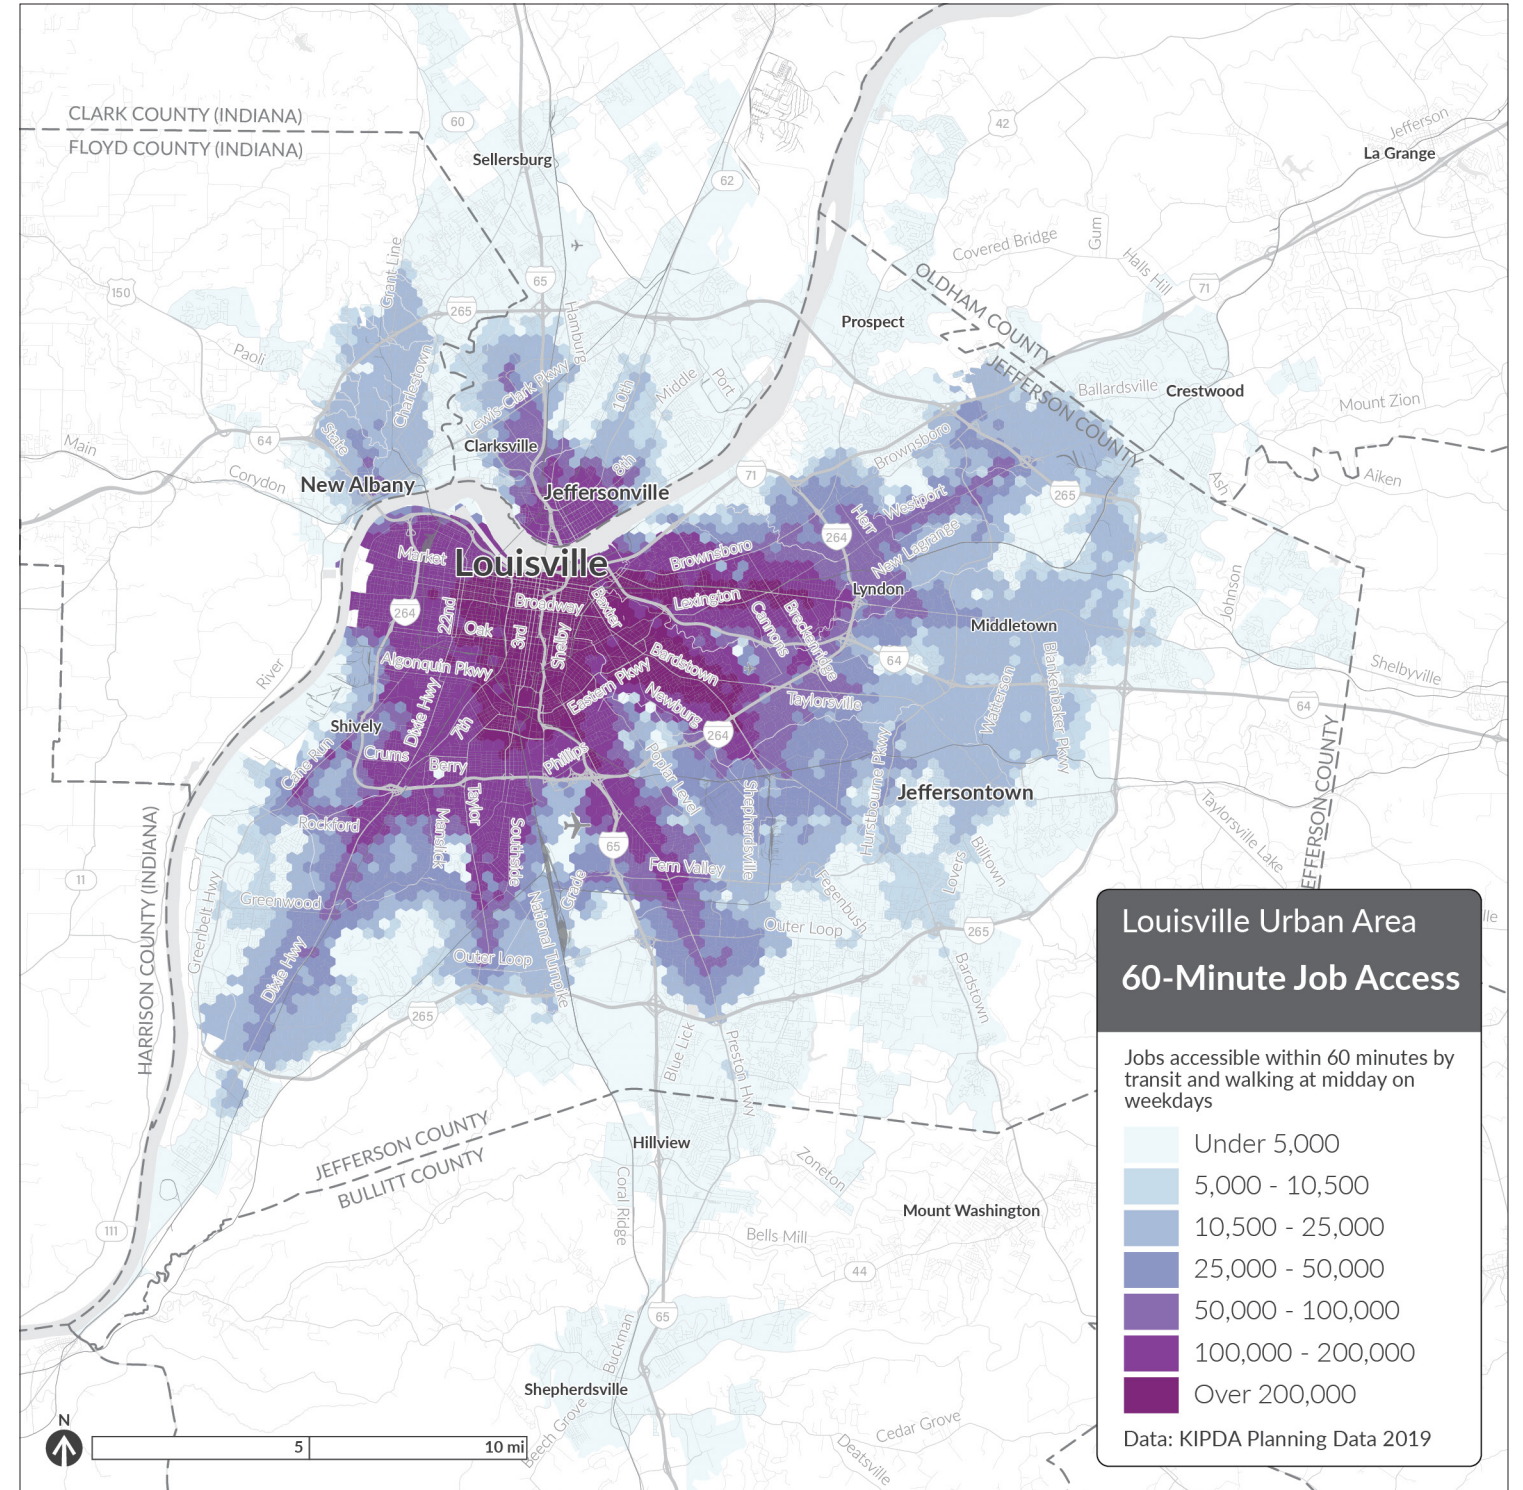 CLARK COUNTY (INDIANA)
FLOYD COUNTY (INDIANA)
60
Sellersburg
62
42
Jefferson
La Grange
Covered Bridge
Gum
Halls Hill
71
OLDHAM COUNTY
JEFFERSON COUNTY
150
Grant Line
265
65
Hamburg
Prospect
Paoli
Charlestown
Lewis-Clark Pkwy
10th
Middle
Port
Ballardsville
Crestwood
Mount Zion
Main
64
State
Clarksville
8th
Corydon
New Albany
Jeffersonville
71
Brownsboro
Westport
Herr
265
Ash
Aiken
Market
Louisville
Brownsboro
264
New Lagrange
Lyndon
264
22nd
Oak
Broadway
3rd
Shelby
Baxter
Lexington
Cannons
Breckenridge
Middletown
Johnson
Shelbyville
River
Algonquin Pkwy
Dixie Hwy
7th
Eastern Pkwy
Bardstown
Newburg
Taylorsville
64
Watterson
Blankenbaker Pkwy
64
Shively
Crums
Berry
Phillips
264
Poplar Level
Cane Run
Rockford
Manslick
Taylor
Southside
65
Shepherdsville
Hurstbourne Pkwy
Jeffersontown
Taylorsville Lake
JEFFERSON COUNTY
11
HARRISON COUNTY (INDIANA)
Greenbelt Hwy
Greenwood
Dixie Hwy
National Turnpike
Grade
Fern Valley
Fegenbush
Lovers
Billtown
Outer Loop
Outer Loop
265
Bardstown
265
Blue Lick
Preston Hwy
JEFFERSON COUNTY
BULLITT COUNTY
Hillview
Coral Ridge
Zoneton
Mount Washington
Bells Mill
111
44
65
Buckman
Shepherdsville
Beech Grove
Cedar Grove
Deatsville
N
5
10 mi
Louisville Urban Area
60-Minute Job Access
Jobs accessible within 60 minutes by
transit and walking at midday on
weekdays
Under 5,000
5,000 - 10,500
10,500 - 25,000
25,000 - 50,000
50,000 - 100,000
100,000 - 200,000
Over 200,000
Data: KIPDA Planning Data 2019